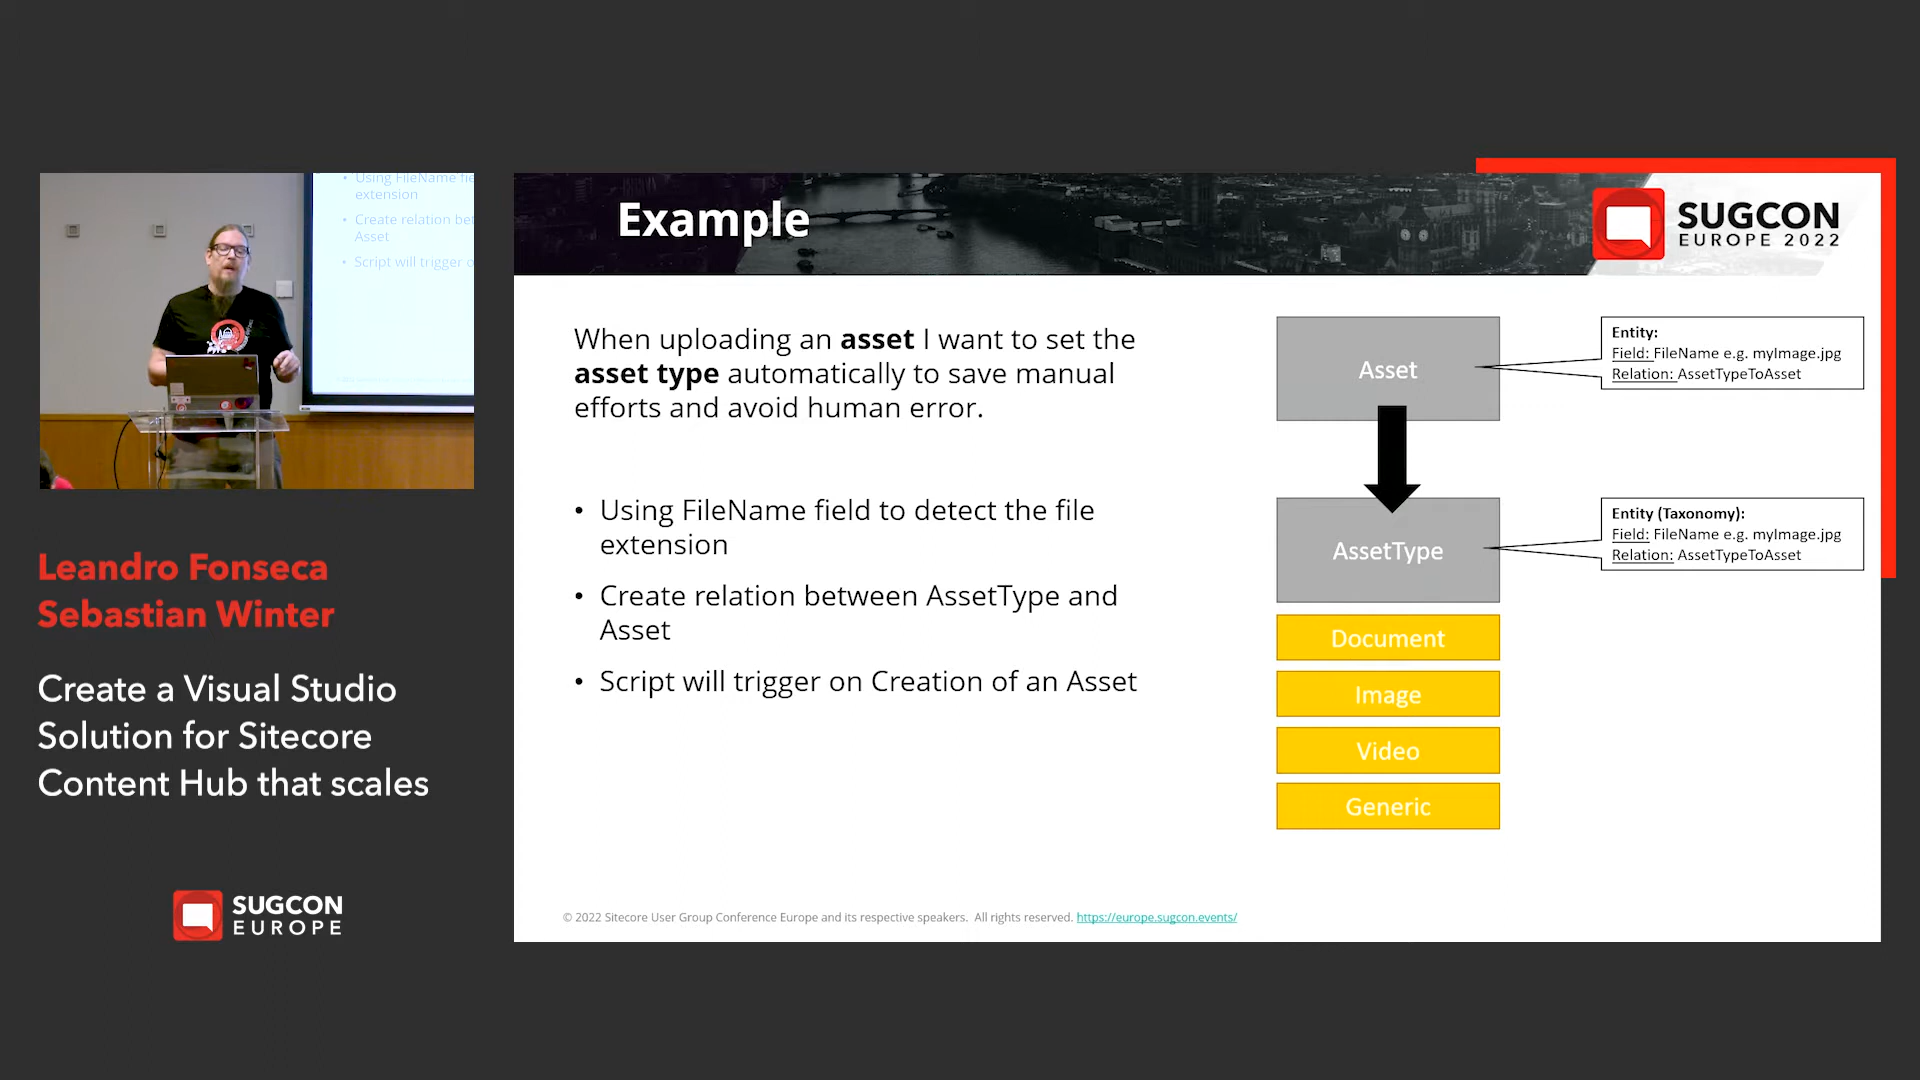 Using FileName fie
extension
Create relation bet
Asset
Script will trigger o
Leandro Fonseca
Sebastian Winter
Create a Visual Studio
Solution for Sitecore
Content Hub that scales
SUGCON
EUROPE
Example
SUGCON
EUROPE 2022
When uploading an asset I want to set the
asset type automatically to save manual
efforts and avoid human error.
• Using FileName field to detect the file
extension
• Create relation between AssetType and
Asset
• Script will trigger on Creation of an Asset
Asset
Entity:
Field: FileName e.g. myImage.jpg
Relation: AssetTypeToAsset
AssetType
Entity (Taxonomy):
Field: FileName e.g. myImage.jpg
Relation: AssetTypeToAsset
Document
Image
Video
Generic
© 2022 Sitecore User Group Conference Europe and its respective speakers. All rights reserved. https://europe.sugcon.events/